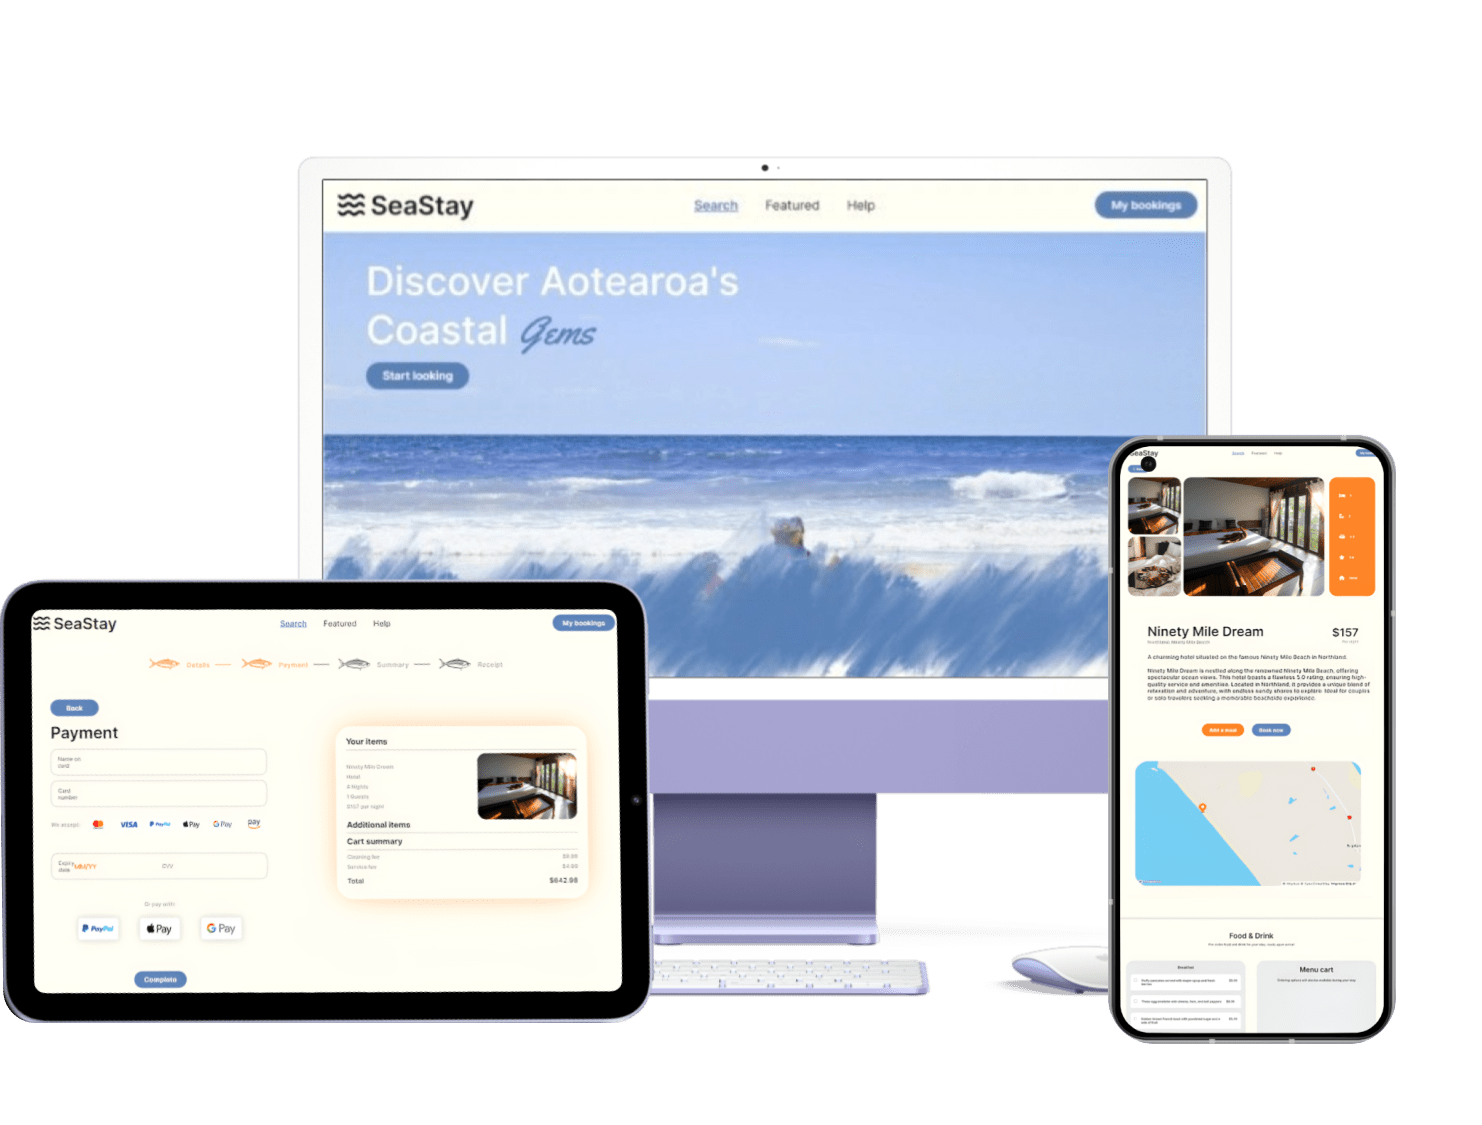 SeaStay
Search Featured Help
My bookings
Discover Aotearoa's
Coastal Gems
Start looking
SeaStay
Search Featured Help
My bookings
Details Payment Summary Receipt
Back
Payment
Name on
card
Card
number
We accept:
VISA PayPal Pay G Pay pay
Expiry
date
MM/YY
CVV
Or pay with:
PayPal Pay G Pay
Complete
Your items
Ninety Mile Dream
Hotel
4 Nights
1 Guests
$157 per night
Additional items
Cart summary
Cleaning fee
Service fee
Total $642.98
SeaStay
Search Featured Help
Ninety Mile Dream $157
Northland, Ninety Mile Beach
A charming hotel situated on the famous Ninety Mile Beach in Northland.
Ninety Mile Dream is nestled along the renowned Ninety Mile Beach, offering
spectacular ocean views. This hotel boasts a flawless 5.0 rating, ensuring high-
quality service and amenities. Located in Northland, it provides a unique blend of
relaxation and adventure, with endless sandy shores to explore. Ideal for couples
or solo travelers seeking a memorable beachside experience.
Add a meal Book now
Food & Drink
Breakfast
Menu cart